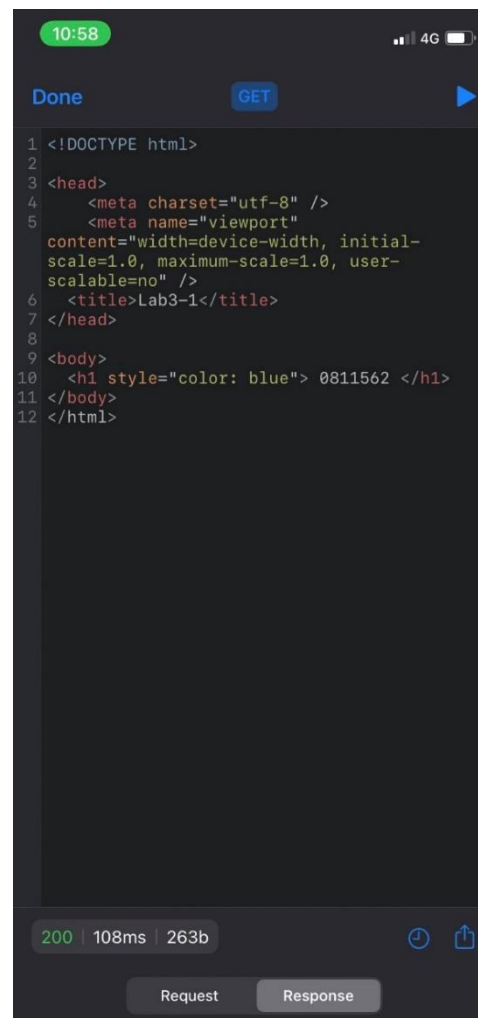 10:58
4G
Done
GET
1 <!DOCTYPE html>
2
3 <head>
4 <meta charset="utf-8" />
5 <meta name="viewport"
content="width=device-width, initial-
scale=1.0, maximum-scale=1.0, user-
scalable=no" />
6 <title>Lab3-1</title>
7 </head>
8
9 <body>
10 <h1 style="color: blue"> 0811562 </h1>
11 </body>
12 </html>
200 | 108ms | 263b
Request
Response